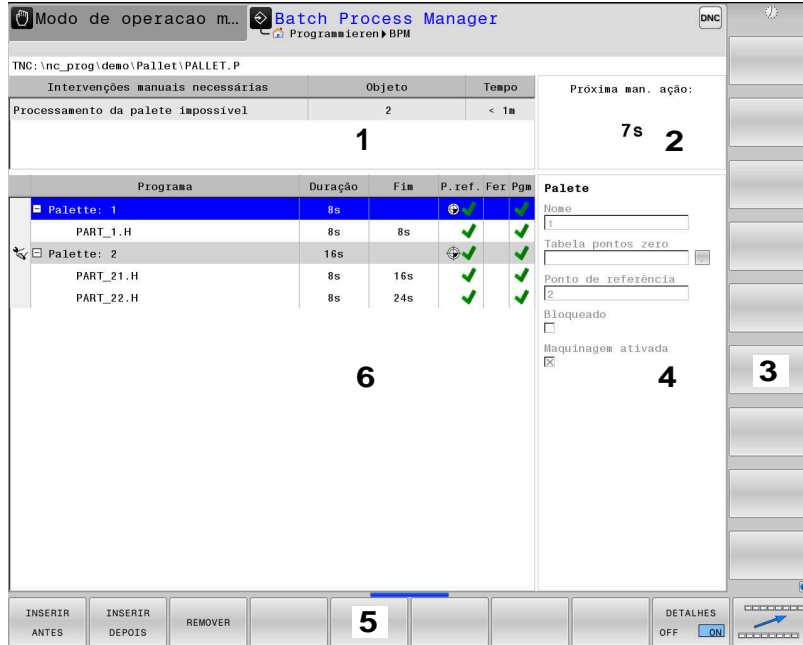 Modo de operacao m... Batch Process Manager DNC
Programmieren▶BPM
TNC:\nc_prog\demo\Pallet\PALLET.P
Intervenções manuais necessárias Objeto Tempo
Processamento da palete impossível 2 < 1m
1
Próxima man. ação:
7s 2
Programa Duração Fim P.ref. Fer Pgm
Palette: 1 8s
PART_1.H 8s 8s
Palette: 2 16s
PART_21.H 8s 16s
PART_22.H 8s 24s
6
Palete
Nome
1
Tabela pontos zero
Ponto de referência
2
Bloqueado
Maquinagem ativada
4
3
INSERIR ANTES
INSERIR DEPOIS
REMOVER
5
DETALHES
OFF ON